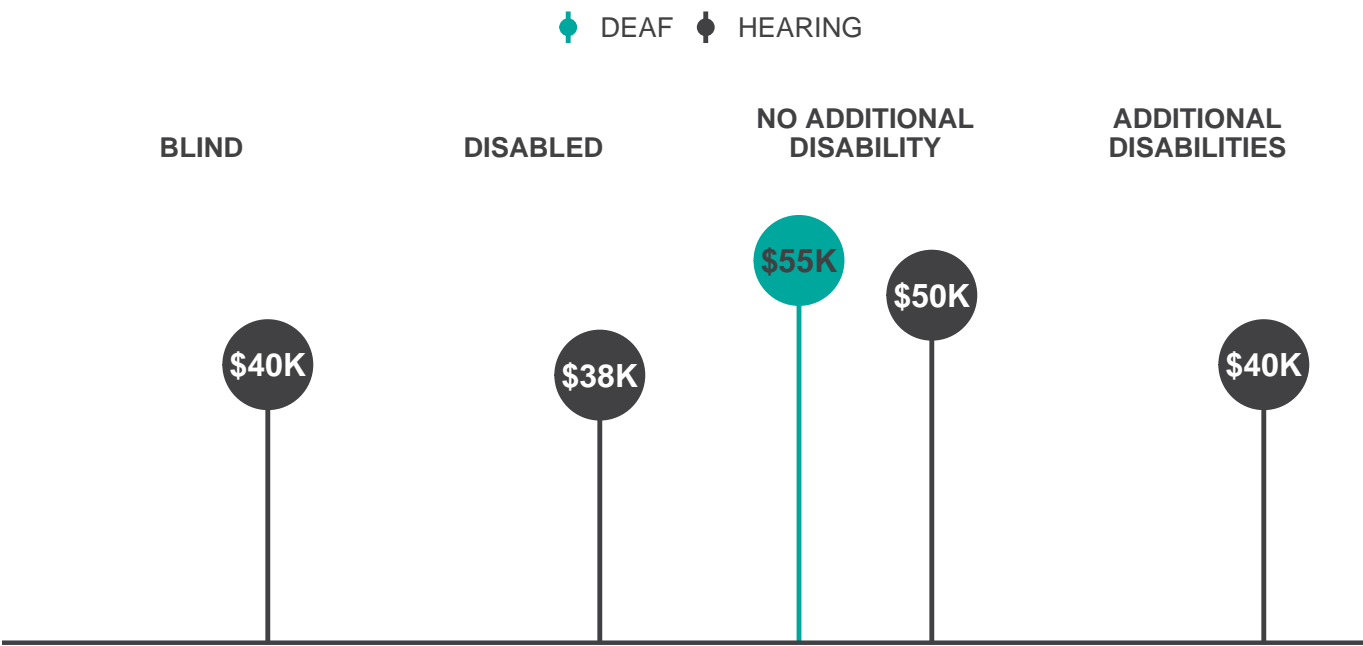 DEAF HEARING
BLIND
DISABLED
NO ADDITIONAL
DISABILITY
ADDITIONAL
DISABILITIES
$40K
$38K
$55K
$50K
$40K